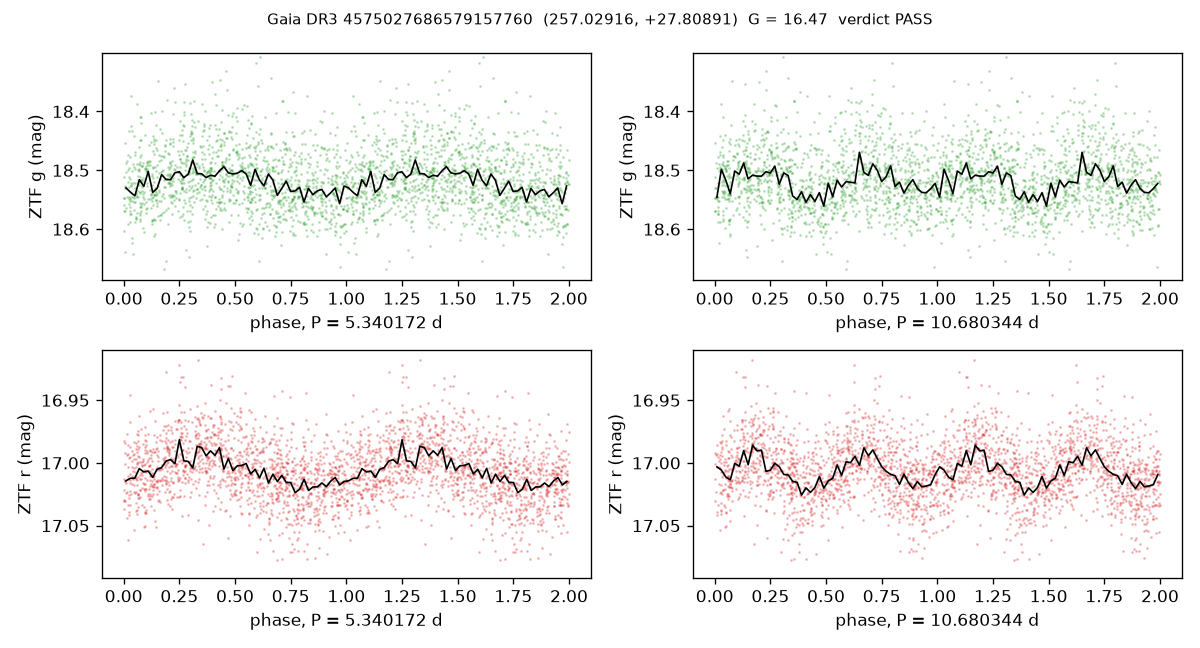 Gaia DR3 4575027686579157760  (257.02916, +27.80891)  G = 16.47  verdict PASS
ZTF g (mag)
18.4
18.5
18.6
0.00 0.25 0.50 0.75 1.00 1.25 1.50 1.75 2.00
phase, P = 5.340172 d
ZTF g (mag)
18.4
18.5
18.6
0.00 0.25 0.50 0.75 1.00 1.25 1.50 1.75 2.00
phase, P = 10.680344 d
ZTF r (mag)
16.95
17.00
17.05
0.00 0.25 0.50 0.75 1.00 1.25 1.50 1.75 2.00
phase, P = 5.340172 d
ZTF r (mag)
16.95
17.00
17.05
0.00 0.25 0.50 0.75 1.00 1.25 1.50 1.75 2.00
phase, P = 10.680344 d